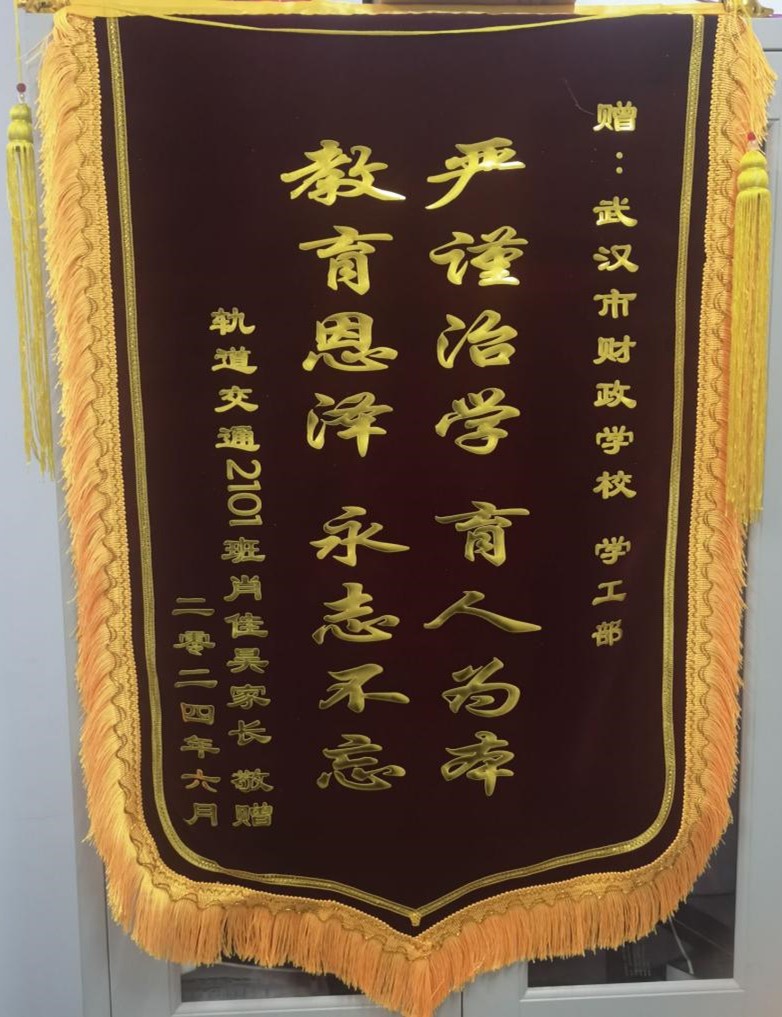 赠：武汉市财政学校 学工部
严谨治学 育人为本
教育恩泽 永志不忘
轨道交通2101班肖佳昊家长 敬赠
二零二四年六月